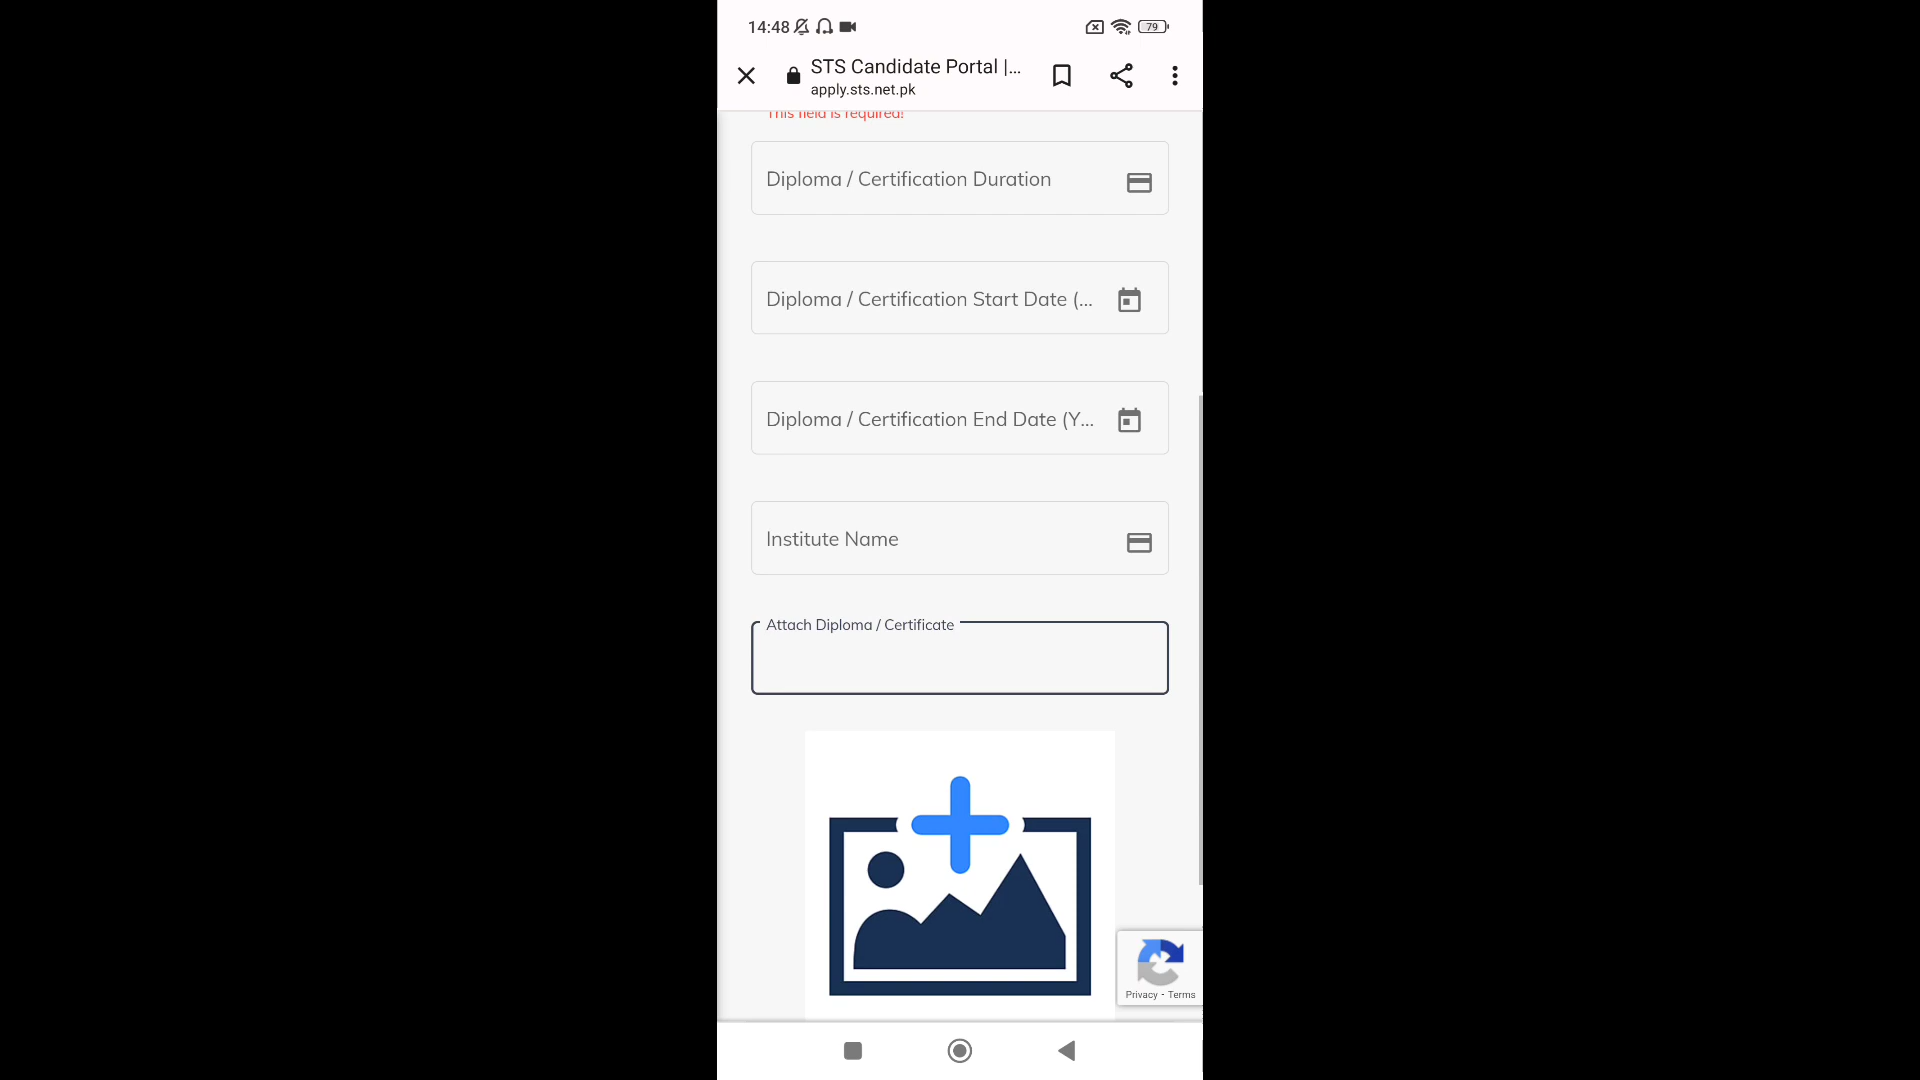 14:48
79
STS Candidate Portal |...
apply.sts.net.pk
This field is required!
Diploma / Certification Duration
Diploma / Certification Start Date (...
Diploma / Certification End Date (Y...
Institute Name
Attach Diploma / Certificate
Privacy - Terms